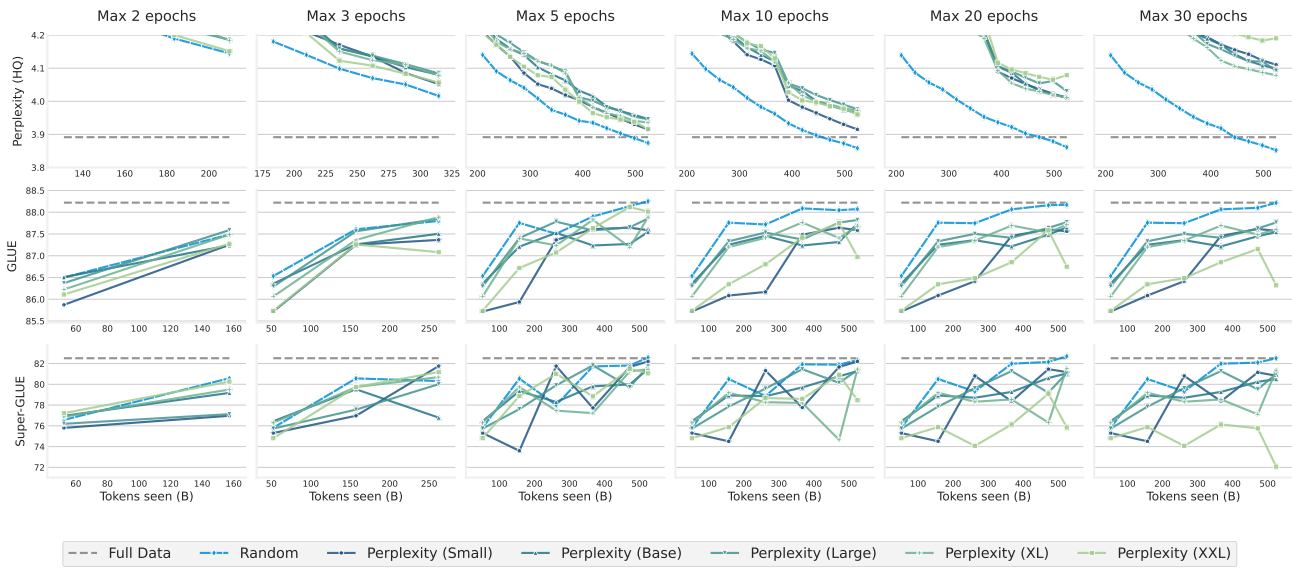 Max 2 epochs Max 3 epochs Max 5 epochs Max 10 epochs Max 20 epochs Max 30 epochs
Perplexity (HQ)
4.2
4.1
4.0
3.9
3.8
140 160 180 200 175 200 225 250 275 300 325 200 300 400 500 200 300 400 500 200 300 400 500 200 300 400 500
GLUE
88.5
88.0
87.5
87.0
86.5
86.0
85.5
60 80 100 120 140 160 50 100 150 200 250 100 200 300 400 500 100 200 300 400 500 100 200 300 400 500 100 200 300 400 500
Super-GLUE
82
80
78
76
74
72
60 80 100 120 140 160 50 100 150 200 250 100 200 300 400 500 100 200 300 400 500 100 200 300 400 500 100 200 300 400 500
Tokens seen (B) Tokens seen (B) Tokens seen (B) Tokens seen (B) Tokens seen (B) Tokens seen (B)
Full Data Random Perplexity (Small) Perplexity (Base) Perplexity (Large) Perplexity (XL) Perplexity (XXL)